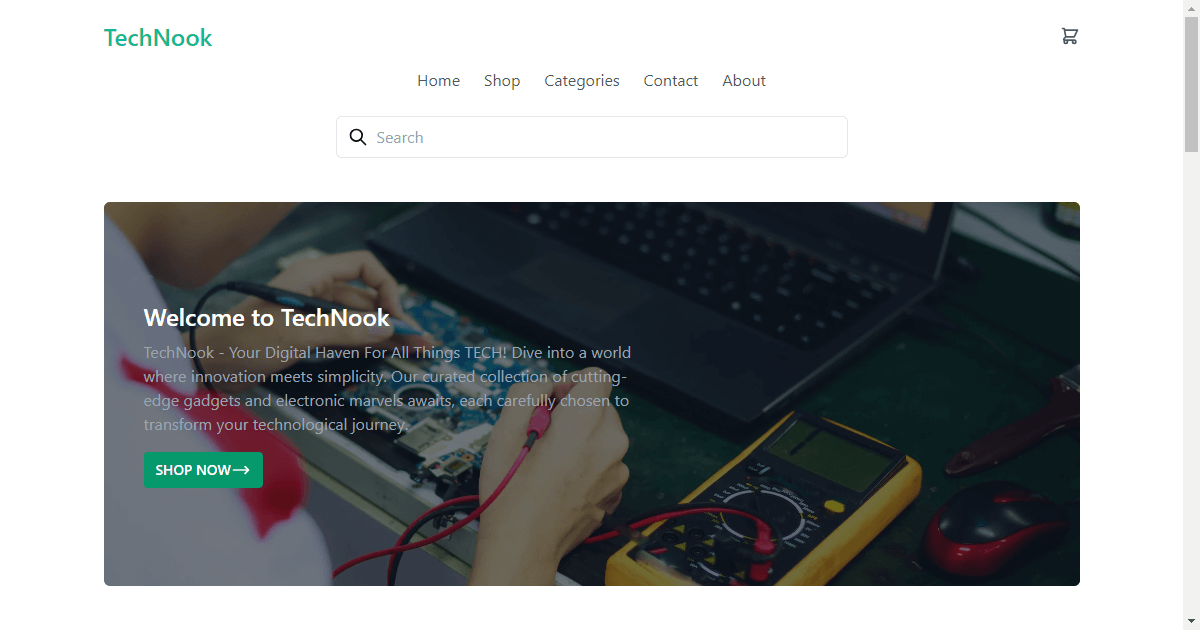 TechNook
Home Shop Categories Contact About
Search
Welcome to TechNook
TechNook - Your Digital Haven For All Things TECH! Dive into a world
where innovation meets simplicity. Our curated collection of cutting-
edge gadgets and electronic marvels awaits, each carefully chosen to
transform your technological journey.
SHOP NOW